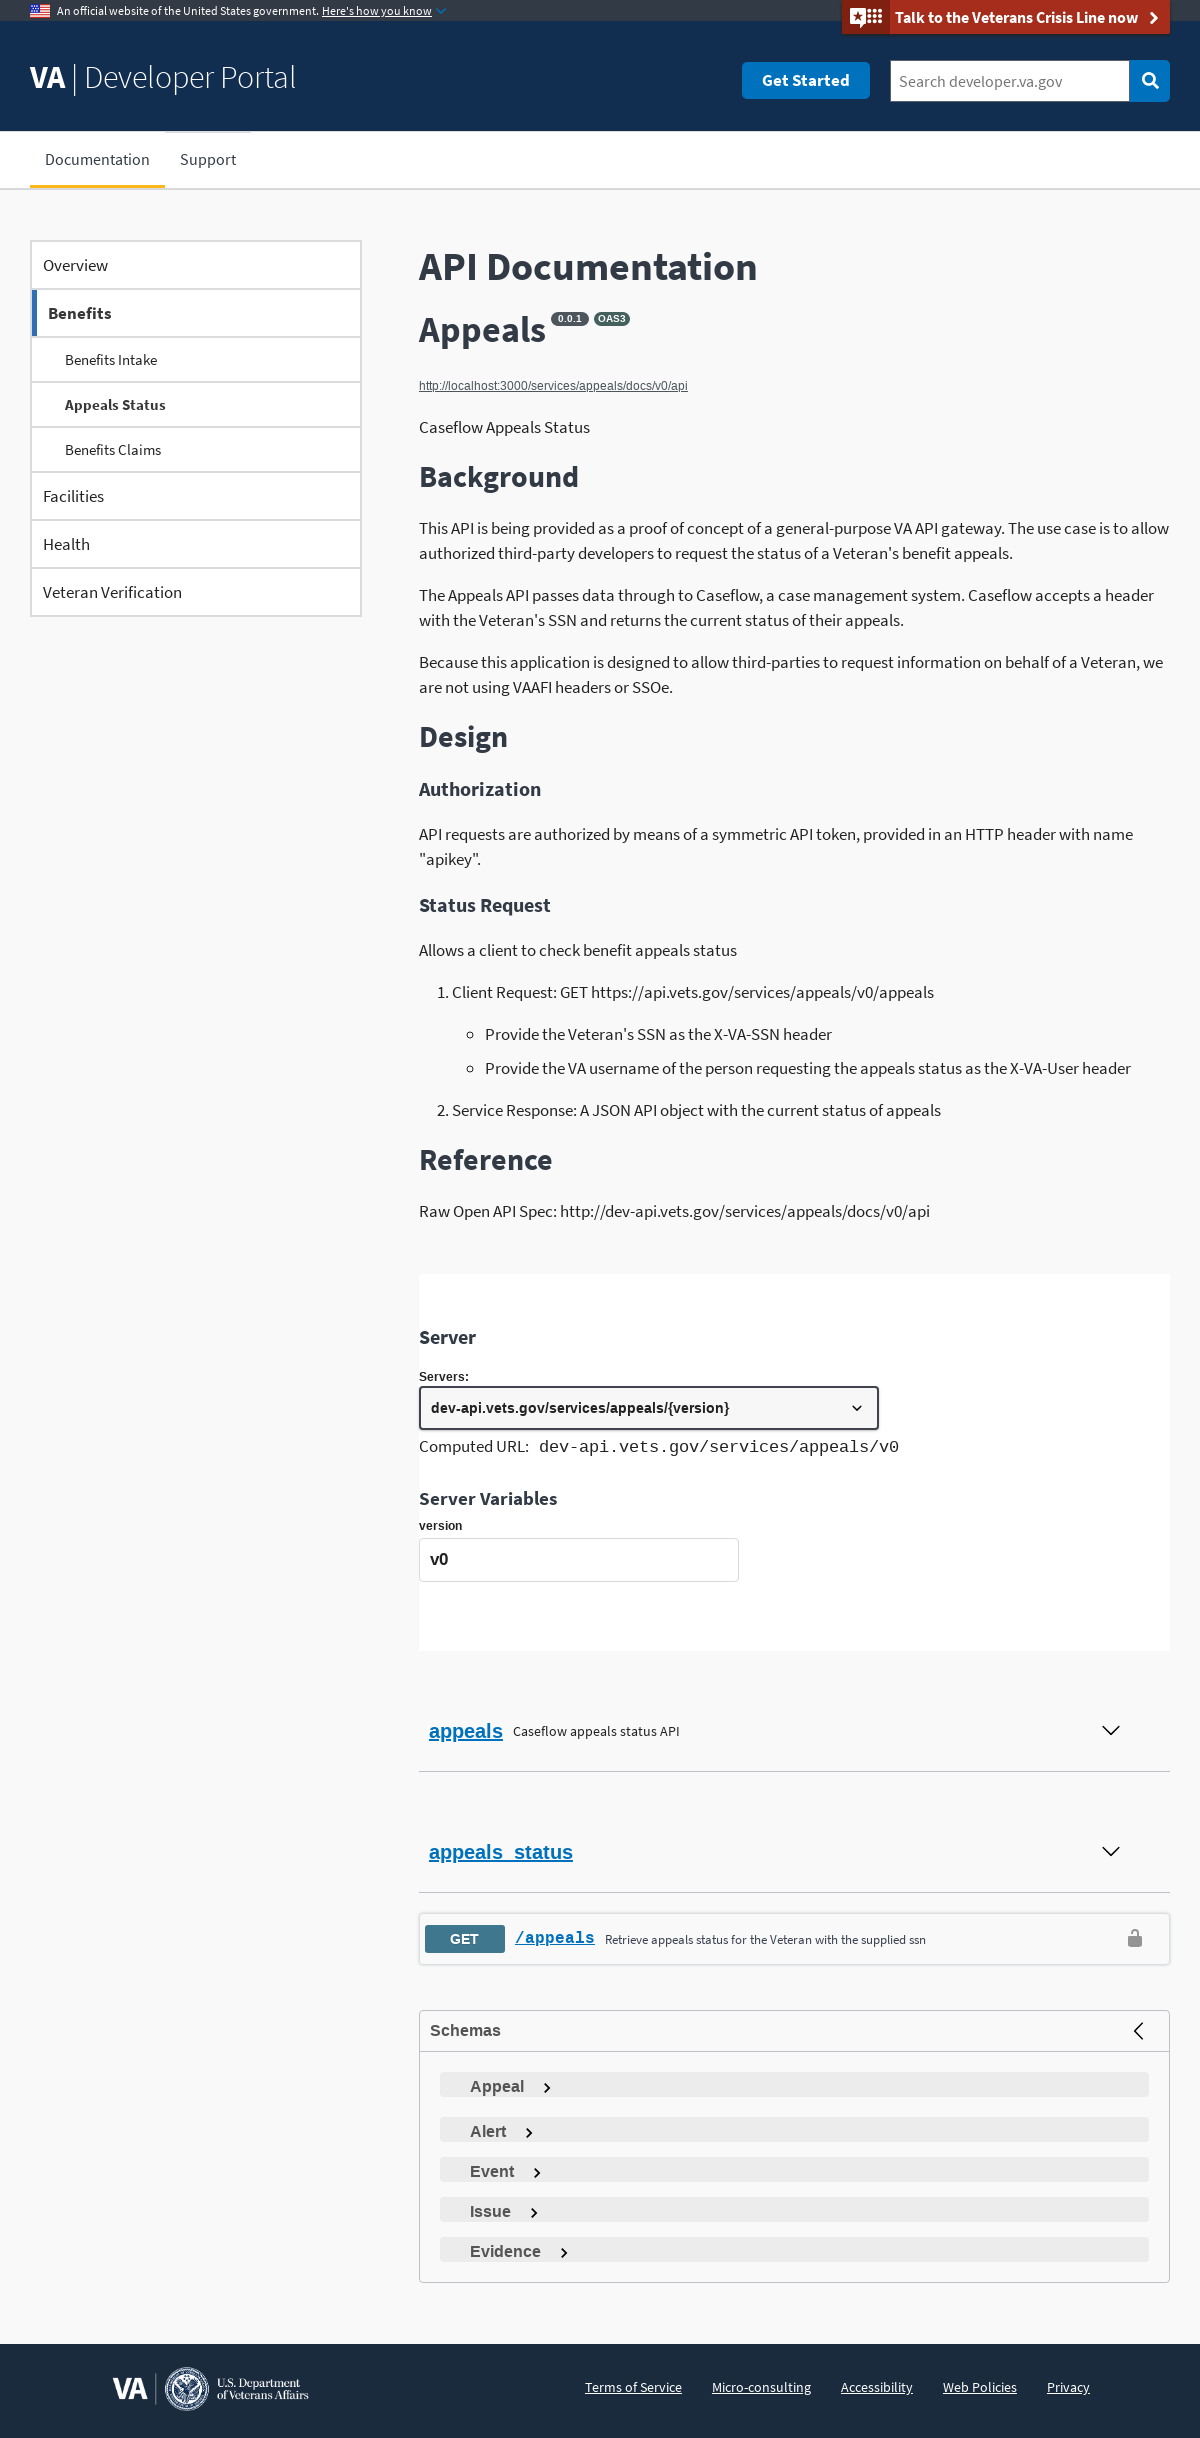 An official website of the United States government. Here's how you know
Talk to the Veterans Crisis Line now
VA | Developer Portal
Get Started
Search developer.va.gov
Documentation
Support
Overview
Benefits
Benefits Intake
Appeals Status
Benefits Claims
Facilities
Health
Veteran Verification
API Documentation
Appeals 0.0.1 OAS3
http://localhost:3000/services/appeals/docs/v0/api
Caseflow Appeals Status
Background
This API is being provided as a proof of concept of a general-purpose VA API gateway. The use case is to allow
authorized third-party developers to request the status of a Veteran's benefit appeals.
The Appeals API passes data through to Caseflow, a case management system. Caseflow accepts a header
with the Veteran's SSN and returns the current status of their appeals.
Because this application is designed to allow third-parties to request information on behalf of a Veteran, we
are not using VAAFI headers or SSOe.
Design
Authorization
API requests are authorized by means of a symmetric API token, provided in an HTTP header with name
"apikey".
Status Request
Allows a client to check benefit appeals status
1. Client Request: GET https://api.vets.gov/services/appeals/v0/appeals
○ Provide the Veteran's SSN as the X-VA-SSN header
○ Provide the VA username of the person requesting the appeals status as the X-VA-User header
2. Service Response: A JSON API object with the current status of appeals
Reference
Raw Open API Spec: http://dev-api.vets.gov/services/appeals/docs/v0/api
Server
Servers:
dev-api.vets.gov/services/appeals/{version}
Computed URL: dev-api.vets.gov/services/appeals/v0
Server Variables
version
v0
appeals Caseflow appeals status API
appeals_status
GET /appeals Retrieve appeals status for the Veteran with the supplied ssn
Schemas
Appeal
Alert
Event
Issue
Evidence
VA
U.S. Department
of Veterans Affairs
Terms of Service
Micro-consulting
Accessibility
Web Policies
Privacy